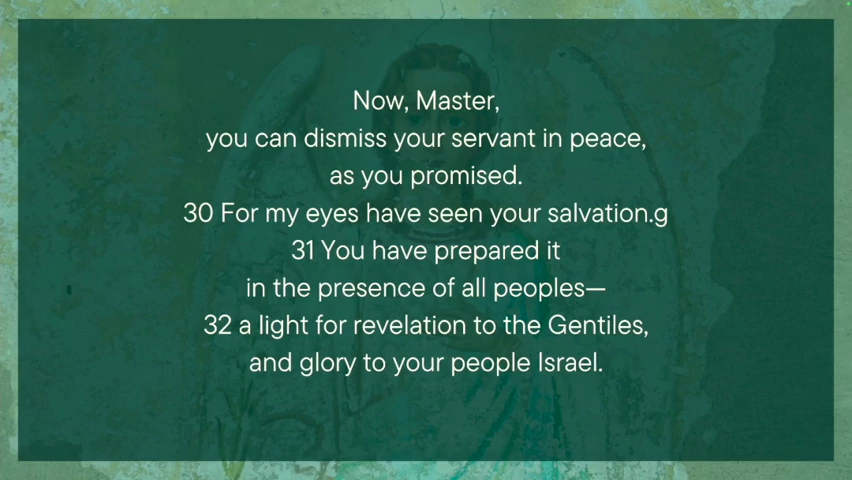 Now, Master,
you can dismiss your servant in peace,
as you promised.
30 For my eyes have seen your salvation.g
31 You have prepared it
in the presence of all peoples—
32 a light for revelation to the Gentiles,
and glory to your people Israel.